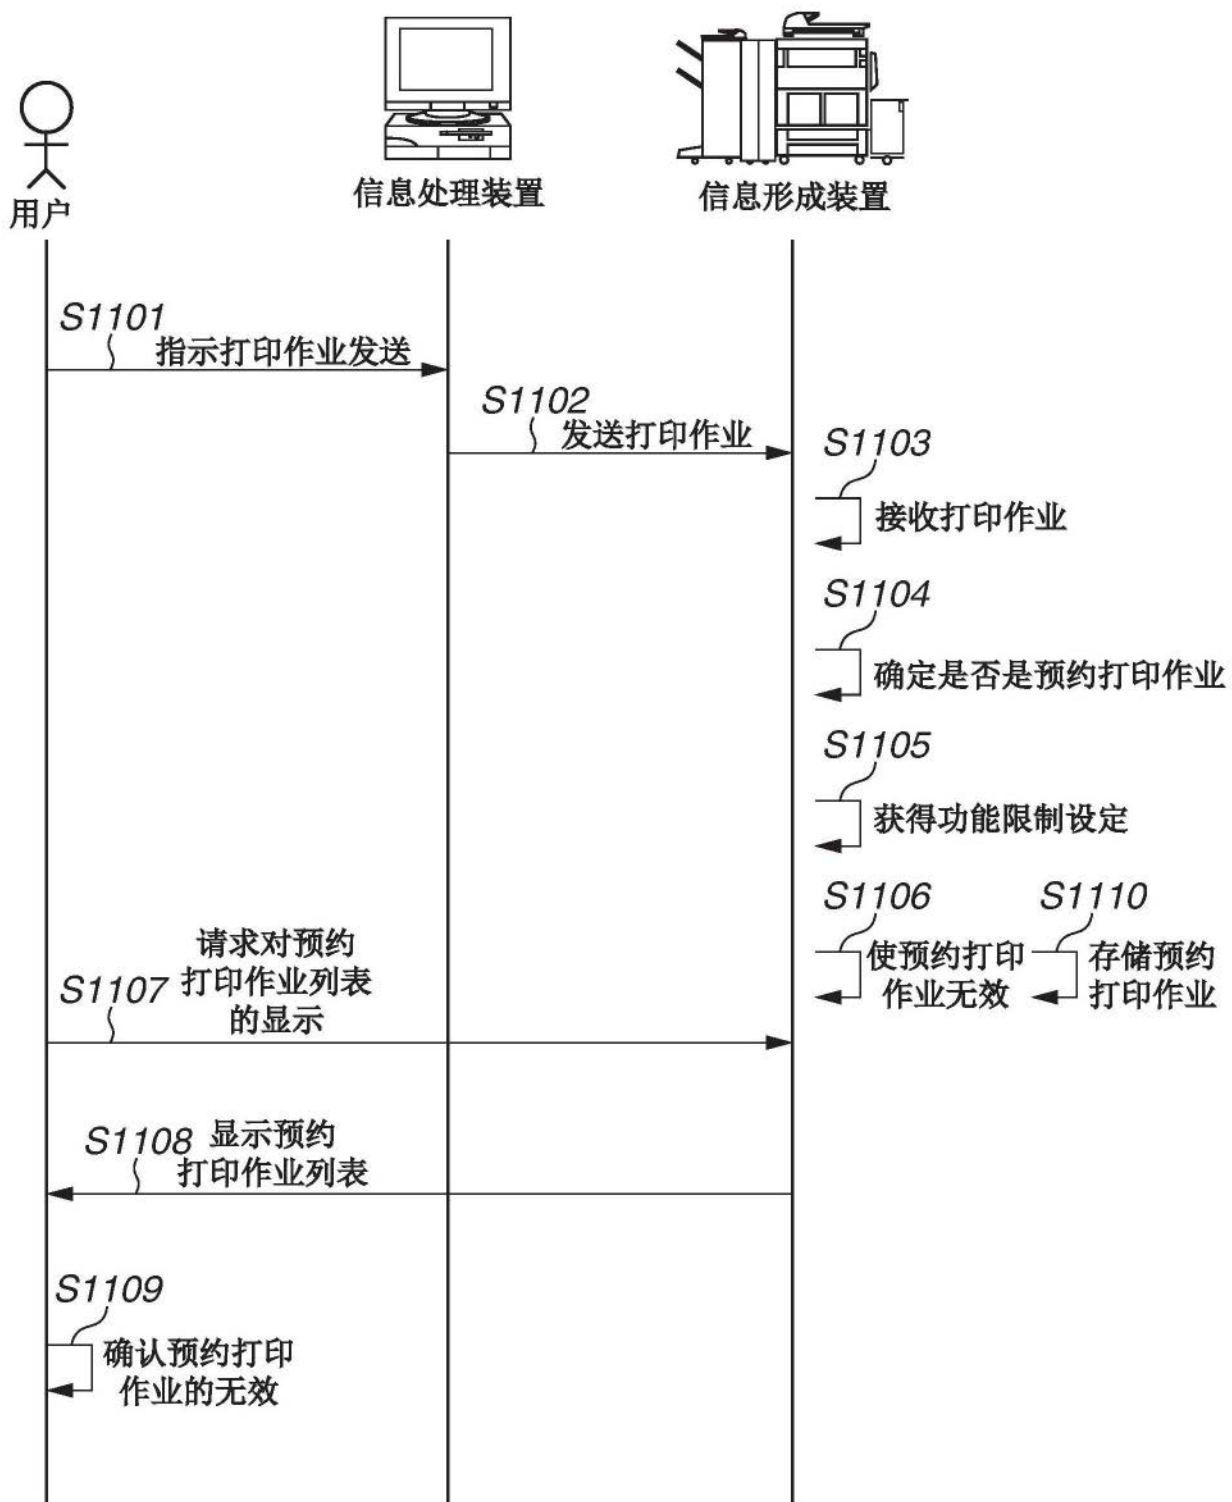 用户
信息处理装置
信息形成装置
S1101
指示打印作业发送
S1102
发送打印作业
S1103
接收打印作业
S1104
确定是否是预约打印作业
S1105
获得功能限制设定
S1106
使预约打印
作业无效
S1110
存储预约
打印作业
S1107
请求对预约
打印作业列表
的显示
S1108
显示预约
打印作业列表
S1109
确认预约打印
作业的无效